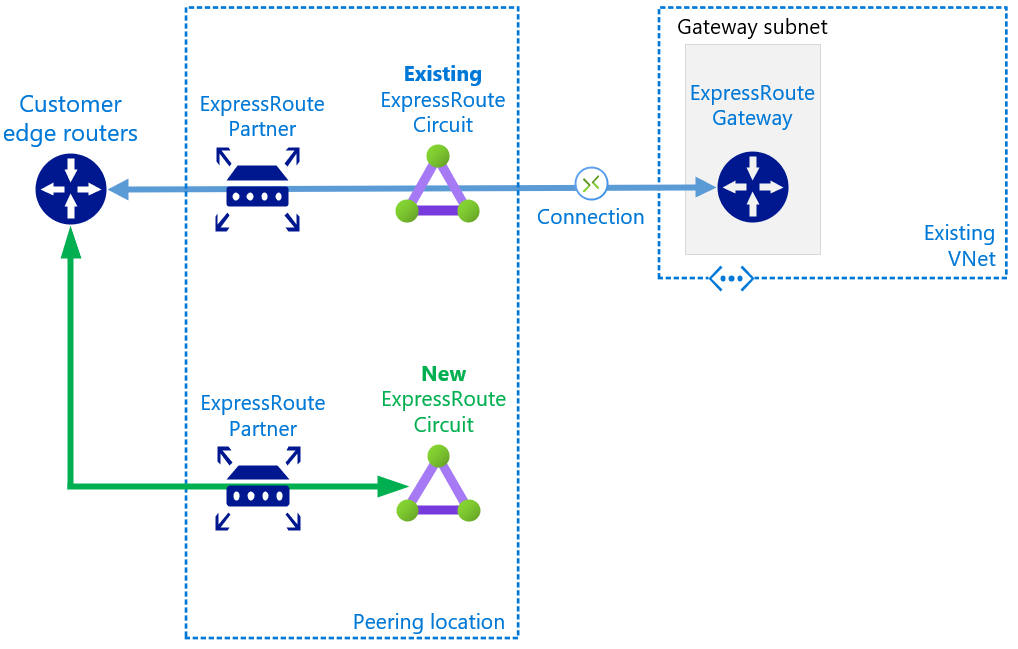 Gateway subnet
Customer
edge routers
ExpressRoute
Partner
Existing
ExpressRoute
Circuit
Connection
ExpressRoute
Gateway
Existing
VNet
ExpressRoute
Partner
New
ExpressRoute
Circuit
Peering location